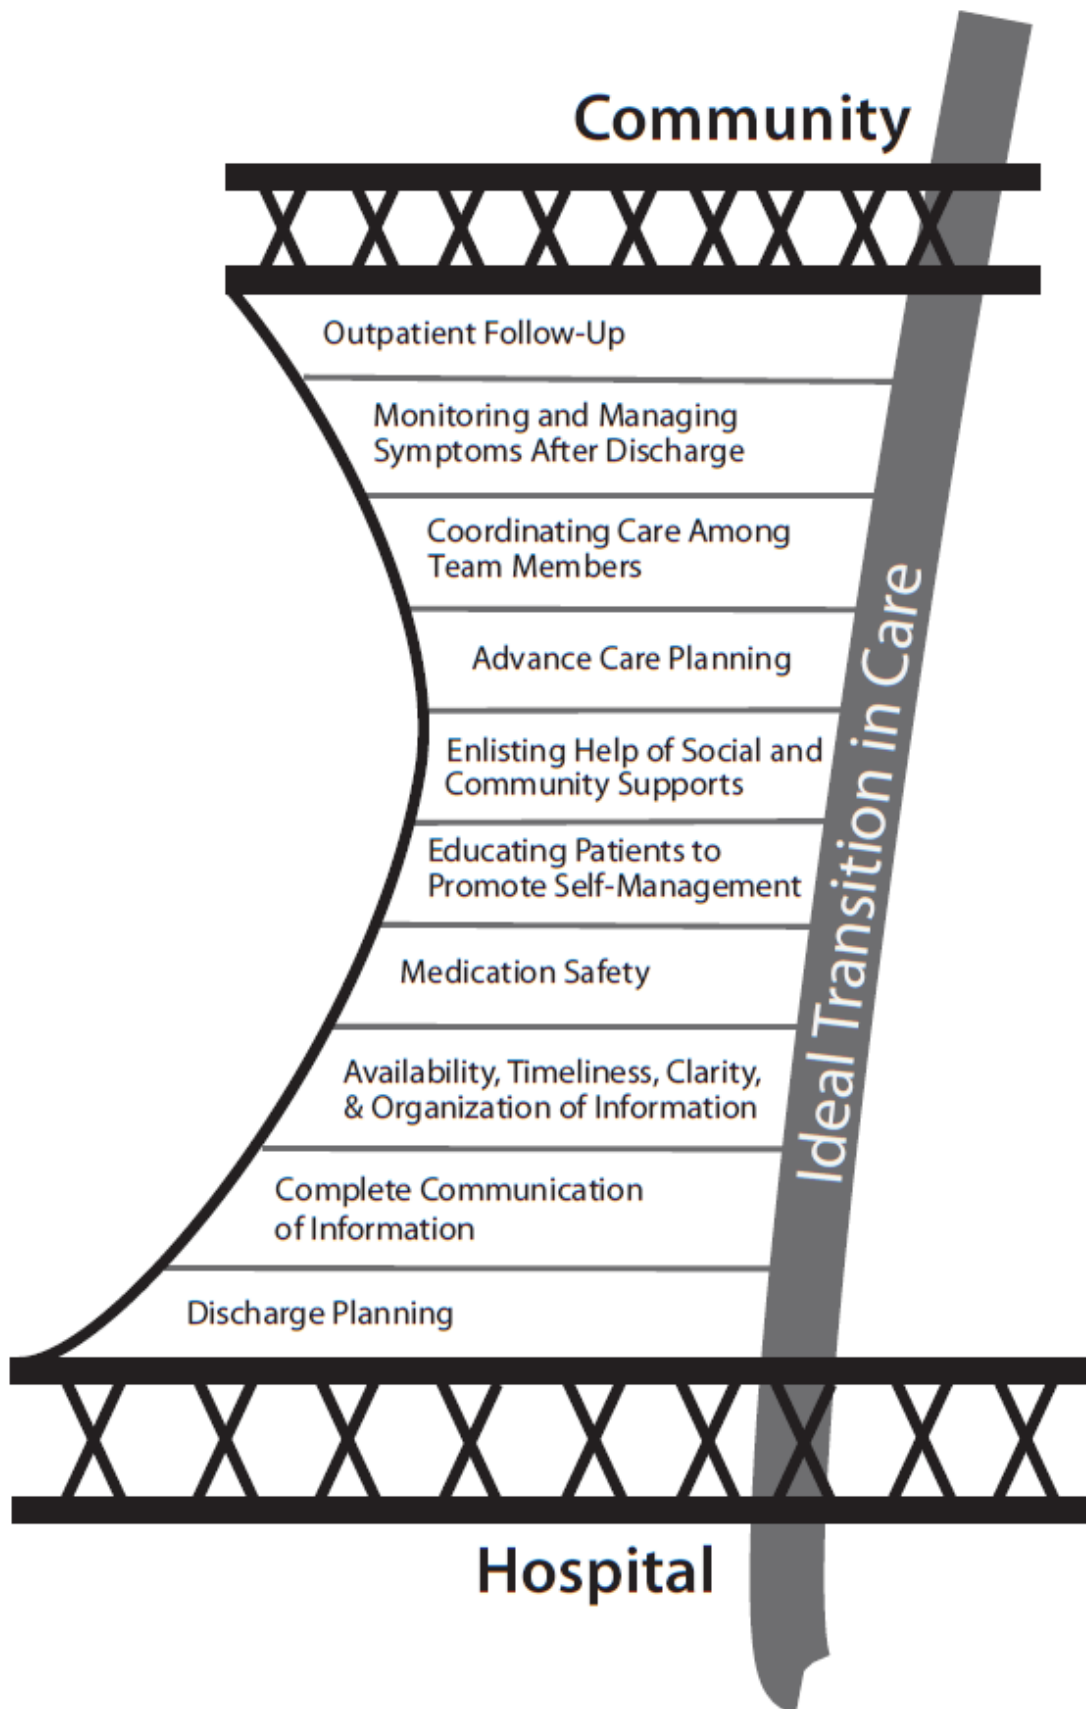 Community
Outpatient Follow-Up
Monitoring and Managing
Symptoms After Discharge
Coordinating Care Among
Team Members
Advance Care Planning
Enlisting Help of Social and
Community Supports
Educating Patients to
Promote Self-Management
Medication Safety
Availability, Timeliness, Clarity,
& Organization of Information
Complete Communication
of Information
Discharge Planning
Ideal Transition in Care
Hospital